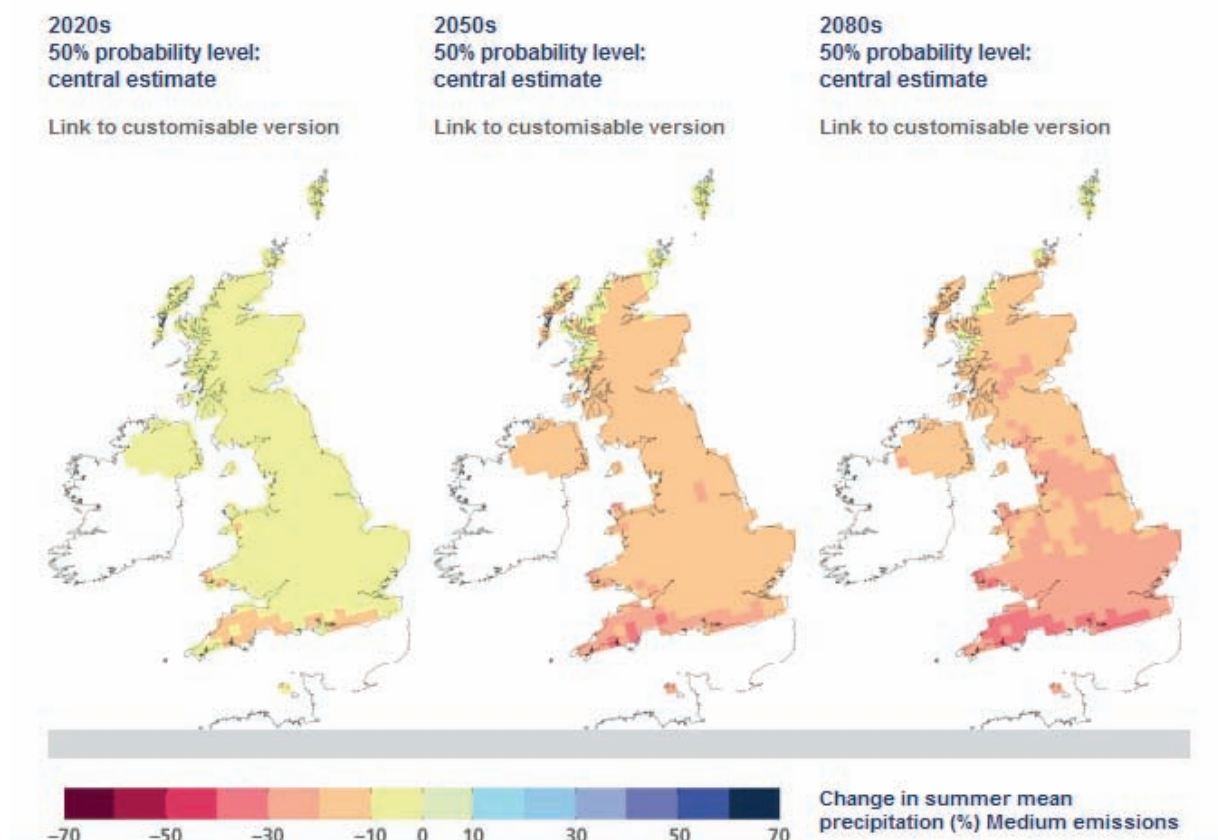 2020s
50% probability level:
central estimate
Link to customisable version
2050s
50% probability level:
central estimate
Link to customisable version
2080s
50% probability level:
central estimate
Link to customisable version
–70 –50 –30 –10 0 10 30 50 70
Change in summer mean
precipitation (%) Medium emissions